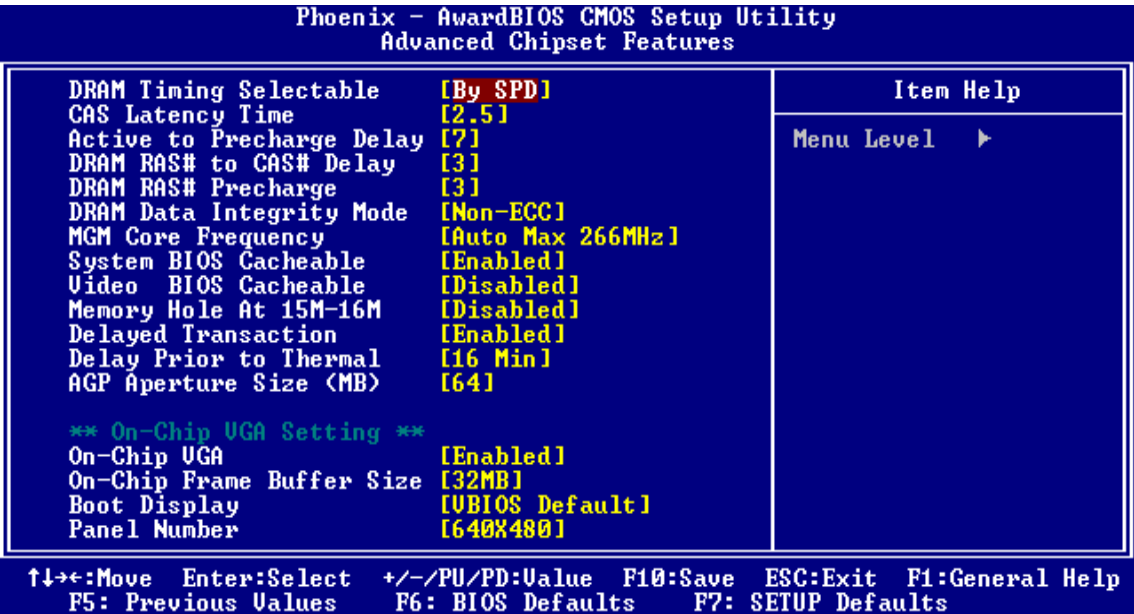 Phoenix - AwardBIOS CMOS Setup Utility
Advanced Chipset Features
DRAM Timing Selectable [By SPD]
CAS Latency Time [2.5]
Active to Precharge Delay [7]
DRAM RAS# to CAS# Delay [3]
DRAM RAS# Precharge [3]
DRAM Data Integrity Mode [Non-ECC]
MGM Core Frequency [Auto Max 266MHz]
System BIOS Cacheable [Enabled]
Video BIOS Cacheable [Disabled]
Memory Hole At 15M-16M [Disabled]
Delayed Transaction [Enabled]
Delay Prior to Thermal [16 Min]
AGP Aperture Size (MB) [64]
** On-Chip VGA Setting **
On-Chip VGA [Enabled]
On-Chip Frame Buffer Size [32MB]
Boot Display [VBIOS Default]
Panel Number [640X480]
Item Help
Menu Level ▶
↑↓→←:Move Enter:Select +/-/PU/PD:Value F10:Save ESC:Exit F1:General Help
F5: Previous Values F6: BIOS Defaults F7: SETUP Defaults